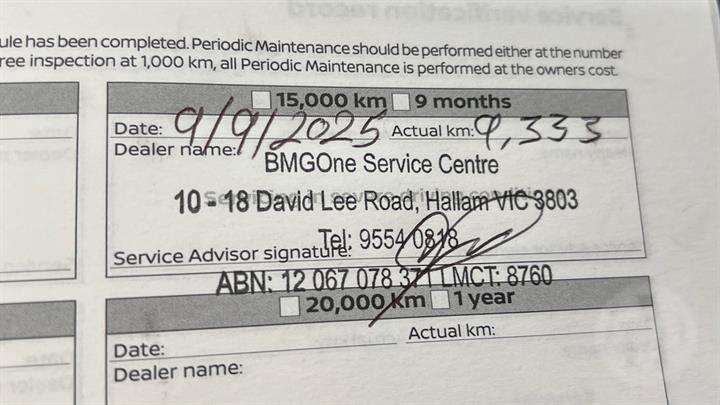 ule has been completed. Periodic Maintenance should be performed either at the number
ree inspection at 1,000 km, all Periodic Maintenance is performed at the owners cost.
15,000 km 9 months
Date: 9/9/2025 Actual km: 9,333
Dealer name:
BMGOne Service Centre
10 - 18 David Lee Road, Hallam VIC 3803
Tel: 9554 0818
Service Advisor signature:
ABN: 12 067 078 371 LMCT: 8760
20,000 km 1 year
Date: Actual km:
Dealer name: